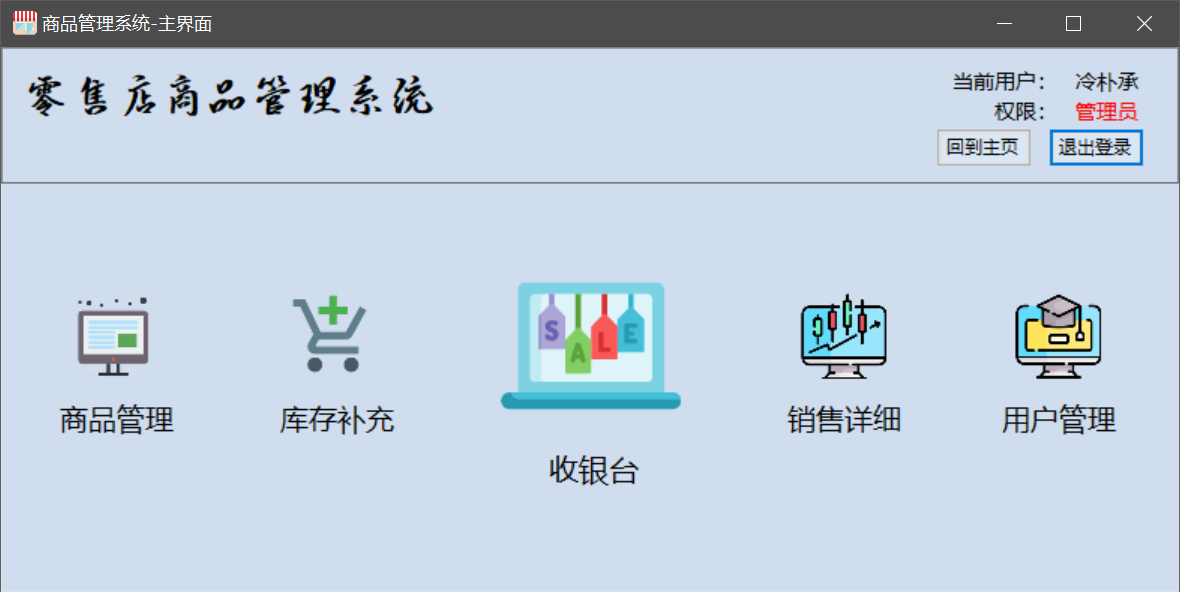 商品管理系统-主界面
零售店商品管理系统
当前用户： 冷朴承
权限： 管理员
回到主页 退出登录
SALE
商品管理 库存补充 收银台 销售详细 用户管理